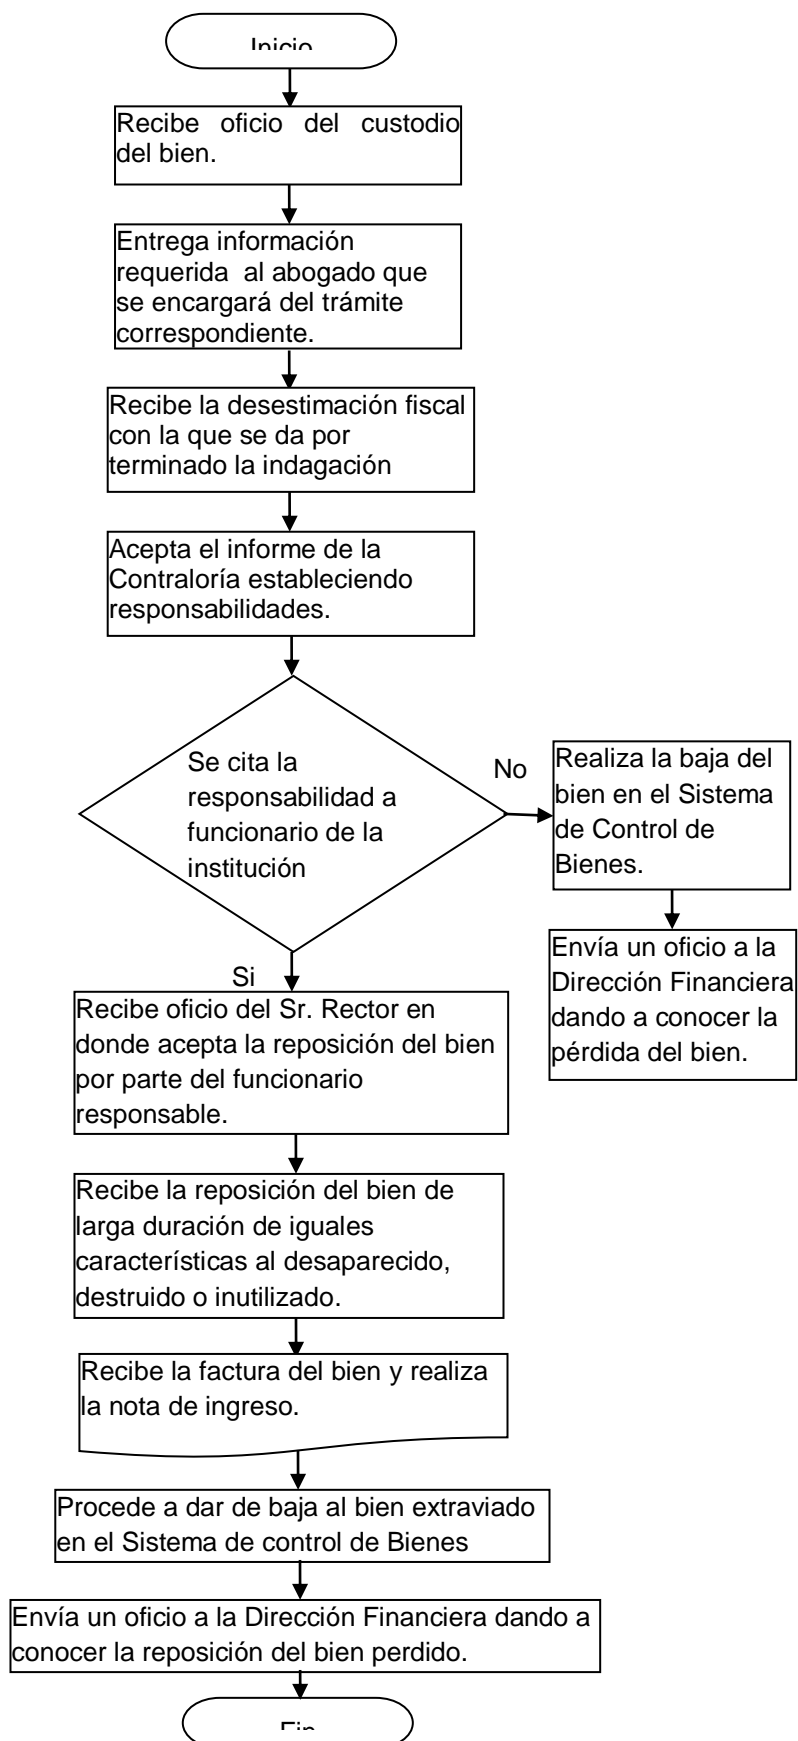 Inicio
Recibe oficio del custodio
del bien.
Entrega información
requerida al abogado que
se encargará del trámite
correspondiente.
Recibe la desestimación fiscal
con la que se da por
terminado la indagación
Acepta el informe de la
Contraloría estableciendo
responsabilidades.
Se cita la
responsabilidad a
funcionario de la
institución
No
Realiza la baja del
bien en el Sistema
de Control de
Bienes.
Envía un oficio a la
Dirección Financiera
dando a conocer la
pérdida del bien.
Si
Recibe oficio del Sr. Rector en
donde acepta la reposición del bien
por parte del funcionario
responsable.
Recibe la reposición del bien de
larga duración de iguales
características al desaparecido,
destruido o inutilizado.
Recibe la factura del bien y realiza
la nota de ingreso.
Procede a dar de baja al bien extraviado
en el Sistema de control de Bienes
Envía un oficio a la Dirección Financiera dando a
conocer la reposición del bien perdido.
Fin